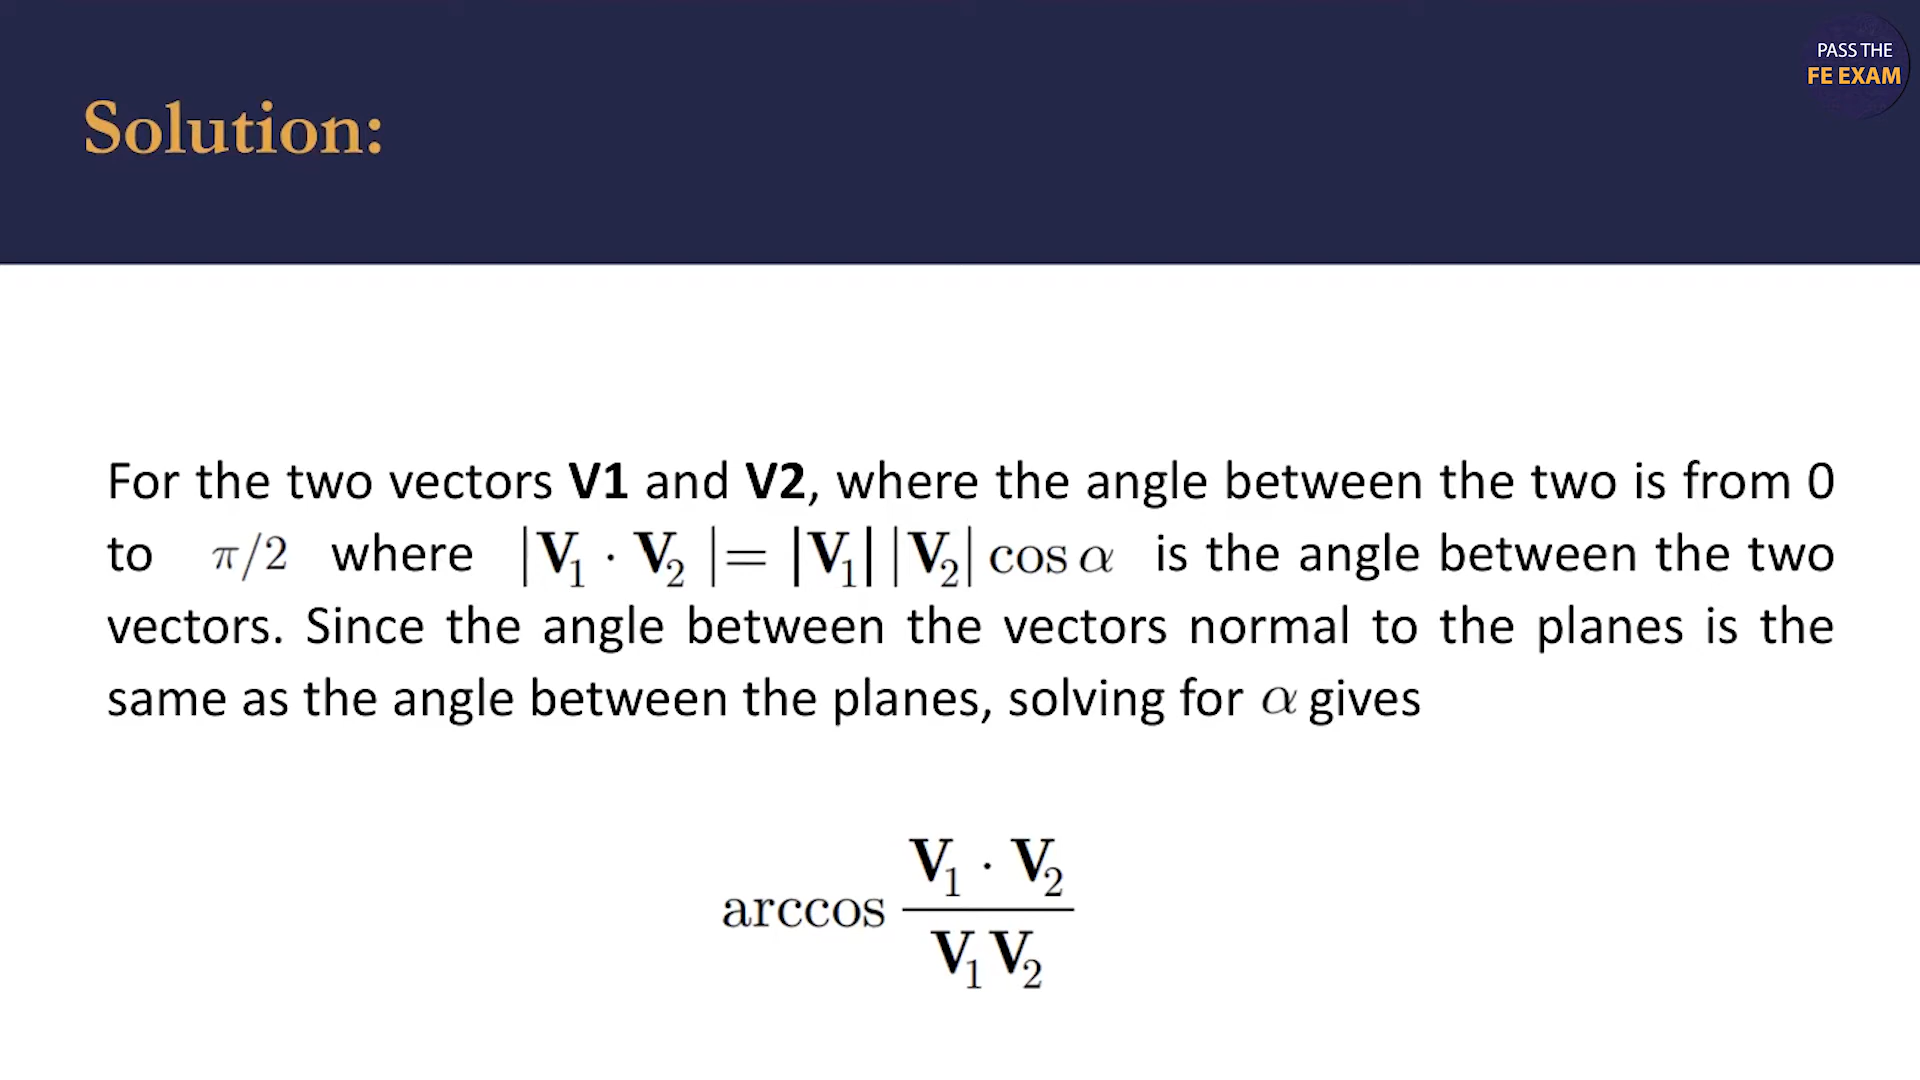 PASS THE
FE EXAM
Solution:
For the two vectors V1 and V2, where the angle between the two is from 0
to π/2 where |V₁ · V₂ |= |V₁| |V₂| cos α is the angle between the two
vectors. Since the angle between the vectors normal to the planes is the
same as the angle between the planes, solving for α gives
V₁ · V₂
arccos
V₁ V₂